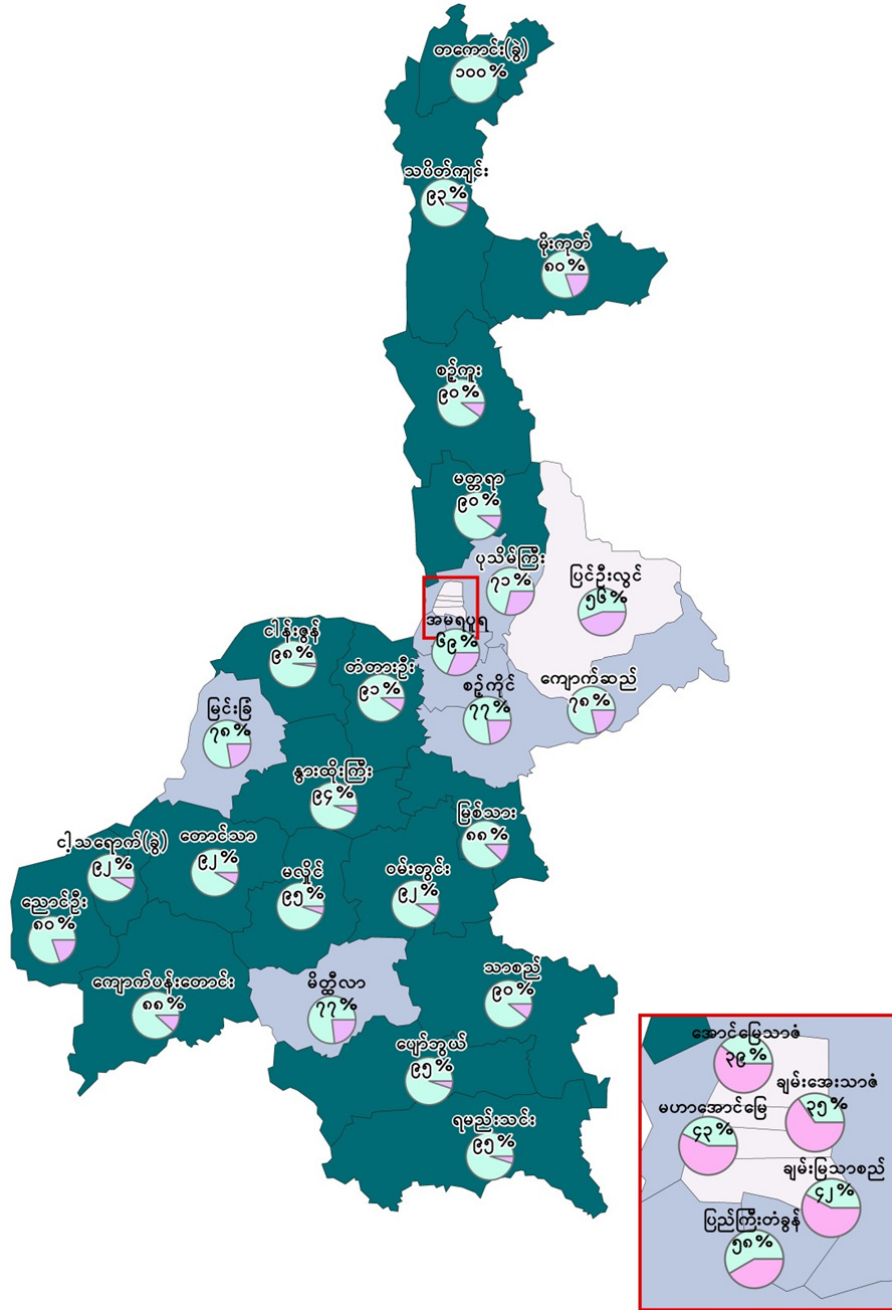 တကောင်း(ခွဲ)
၁၀၀%
သပိတ်ကျင်း
၉၃%
မိုးကုတ်
၈၀%
စဉ့်ကူး
၉၀%
မတ္တရာ
၉၀%
ပုသိမ်ကြီး
၇၁%
ပြင်ဦးလွင်
၅၆%
အမရပူရ
၆၉%
ငါန်းဇွန်
၉၈%
တံတားဦး
၉၁%
စဉ့်ကိုင်
၇၇%
ကျောက်ဆည်
၇၈%
မြင်းခြံ
၇၈%
နွားထိုးကြီး
၉၄%
မြစ်သား
၈၈%
ငါ့သရောက်(ခွဲ)
၉၂%
တောင်သာ
၉၂%
မလှိုင်
၉၅%
ဝမ်းတွင်း
၉၂%
ညောင်ဦး
၈၀%
ကျောက်ပန်းတောင်း
၈၈%
မိတ္ထီလာ
၇၇%
သာစည်
၉၀%
ပျော်ဘွယ်
၉၅%
ရမည်းသင်း
၉၅%
အောင်မြေသာဇံ
၃၉%
ချမ်းအေးသာဇံ
၃၅%
မဟာအောင်မြေ
၄၃%
ချမ်းမြသာစည်
၄၂%
ပြည်ကြီးတံခွန်
၅၈%